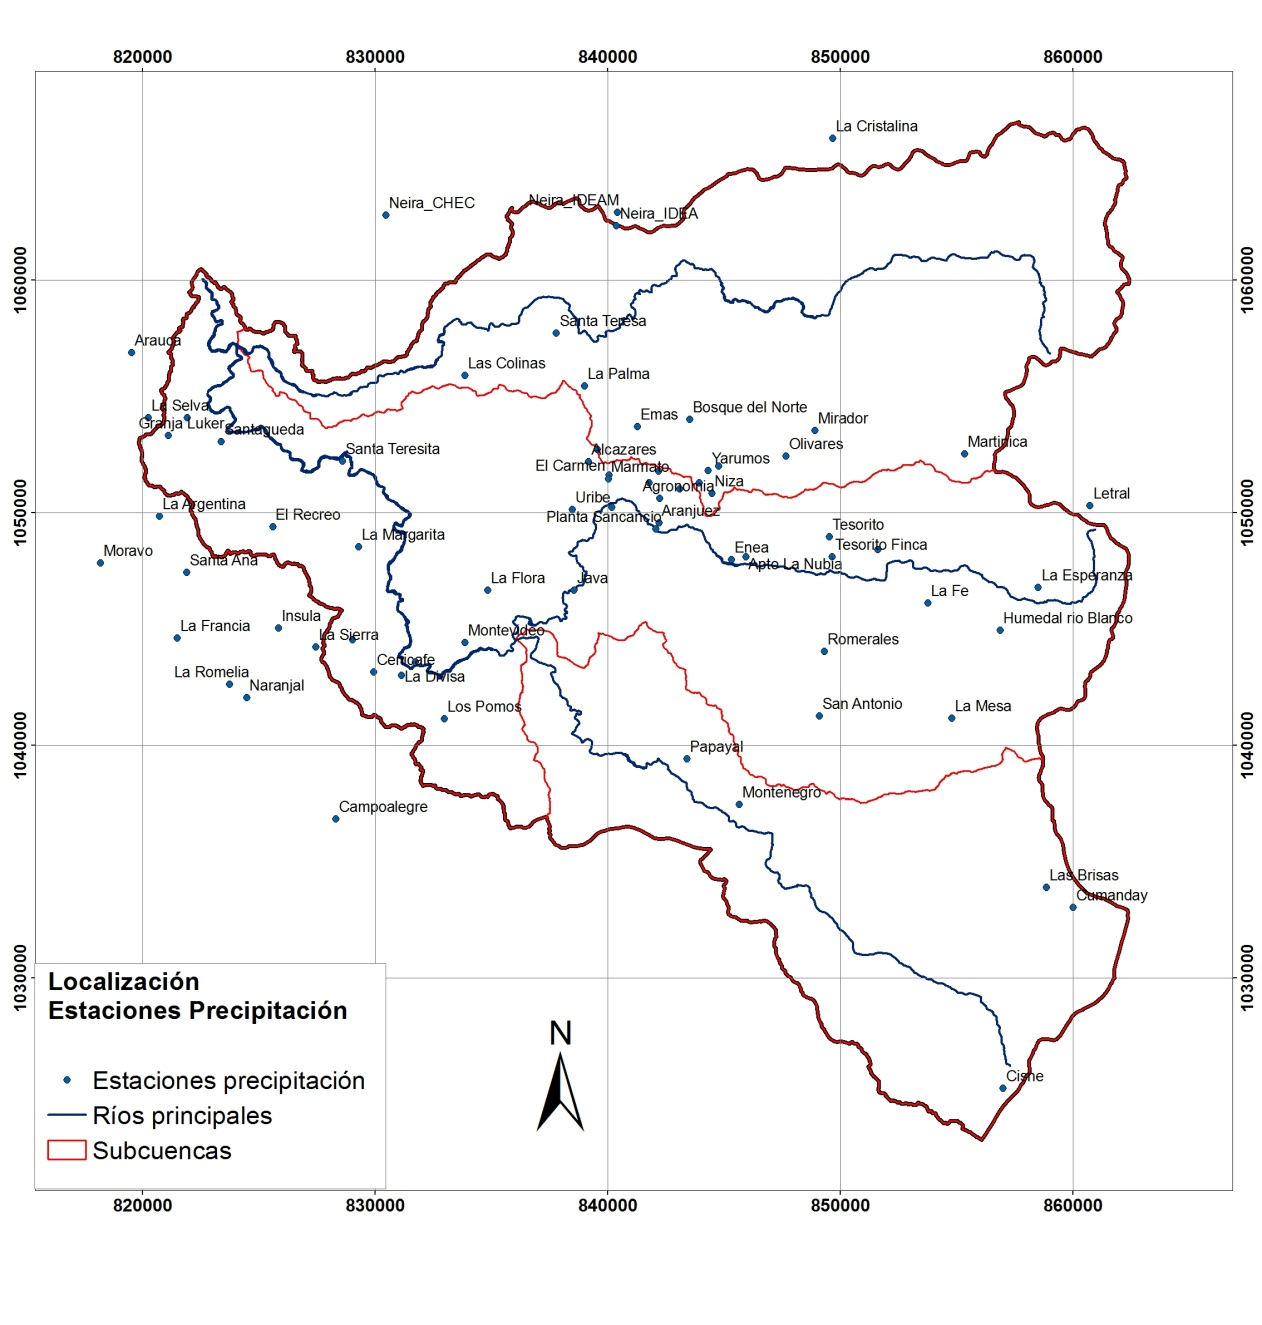 820000 830000 840000 850000 860000
La Cristalina
Neira_CHEC
Neira_IDEAM
Neira_IDEA
1060000
1060000
Santa Teresa
Arauca
Las Colinas
La Palma
La Selva
Emas
Bosque del Norte
Granja Luker
Mirador
Santagueda
Santa Teresita
Alcazares
Olivares
Martinica
El Carmen
Marmato
Yarumos
Agronomia
Niza
Letral
La Argentina
Uribe
1050000
El Recreo
Planta Sancancio
Aranjuez
1050000
La Margarita
Tesorito
Moravo
Santa Ana
Enea
Tesorito Finca
Apto La Nubia
La Flora
Java
La Esperanza
La Fe
La Francia
Insula
La Sierra
Montevideo
Humedal rio Blanco
Romerales
Cenicafe
La Romelia
La Divisa
Naranjal
Los Pomos
San Antonio
La Mesa
1040000
Papayal
1040000
Montenegro
Campoalegre
Las Brisas
Cumanday
1030000
1030000
Localización
Estaciones Precipitación
N
Cisne
Estaciones precipitación
Ríos principales
Subcuencas
820000 830000 840000 850000 860000